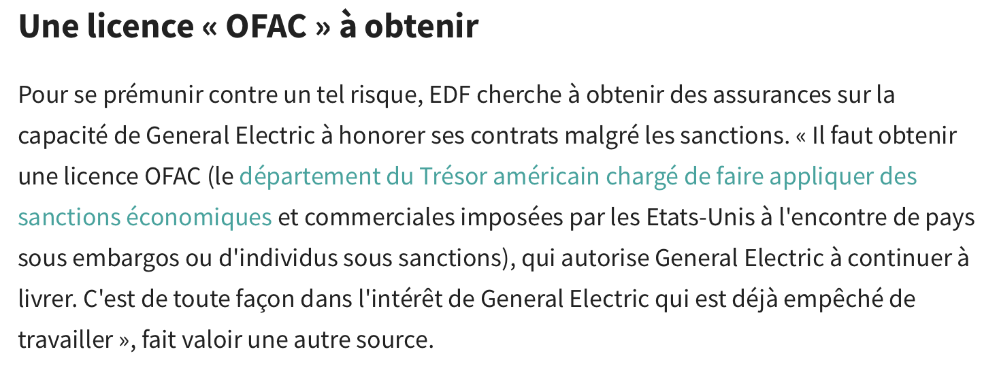 Une licence « OFAC » à obtenir
Pour se prémunir contre un tel risque, EDF cherche à obtenir des assurances sur la
capacité de General Electric à honorer ses contrats malgré les sanctions. « Il faut obtenir
une licence OFAC (le département du Trésor américain chargé de faire appliquer des
sanctions économiques et commerciales imposées par les Etats-Unis à l'encontre de pays
sous embargos ou d'individus sous sanctions), qui autorise General Electric à continuer à
livrer. C'est de toute façon dans l'intérêt de General Electric qui est déjà empêché de
travailler », fait valoir une autre source.